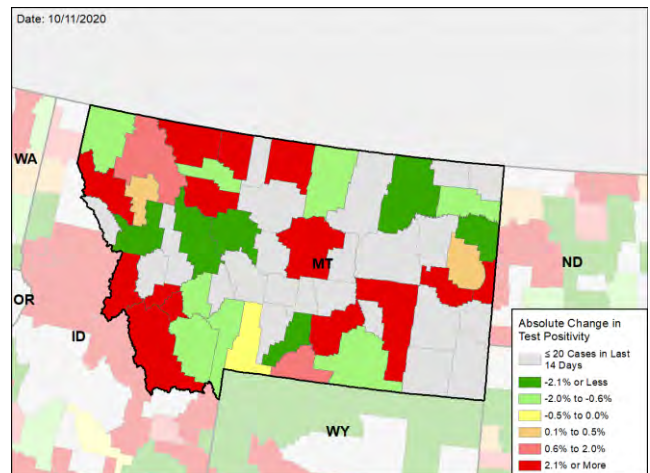 Date: 10/11/2020
WA
MT
ND
OR
ID
WY
Absolute Change in
Test Positivity
≤ 20 Cases in Last
14 Days
-2.1% or Less
-2.0% to -0.6%
-0.5% to 0.0%
0.1% to 0.5%
0.6% to 2.0%
2.1% or More